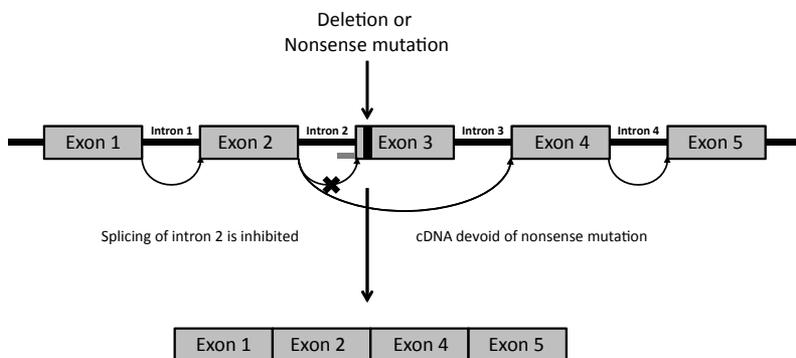 Deletion or
Nonsense mutation
Exon 1 Intron 1 Exon 2 Intron 2 Exon 3 Intron 3 Exon 4 Intron 4 Exon 5
Splicing of intron 2 is inhibited cDNA devoid of nonsense mutation
Exon 1 Exon 2 Exon 4 Exon 5